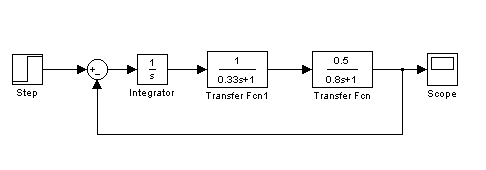 +
−
1
s
1
0.33s+1
0.5
0.8s+1
Step
Integrator
Transfer Fcn1
Transfer Fcn
Scope